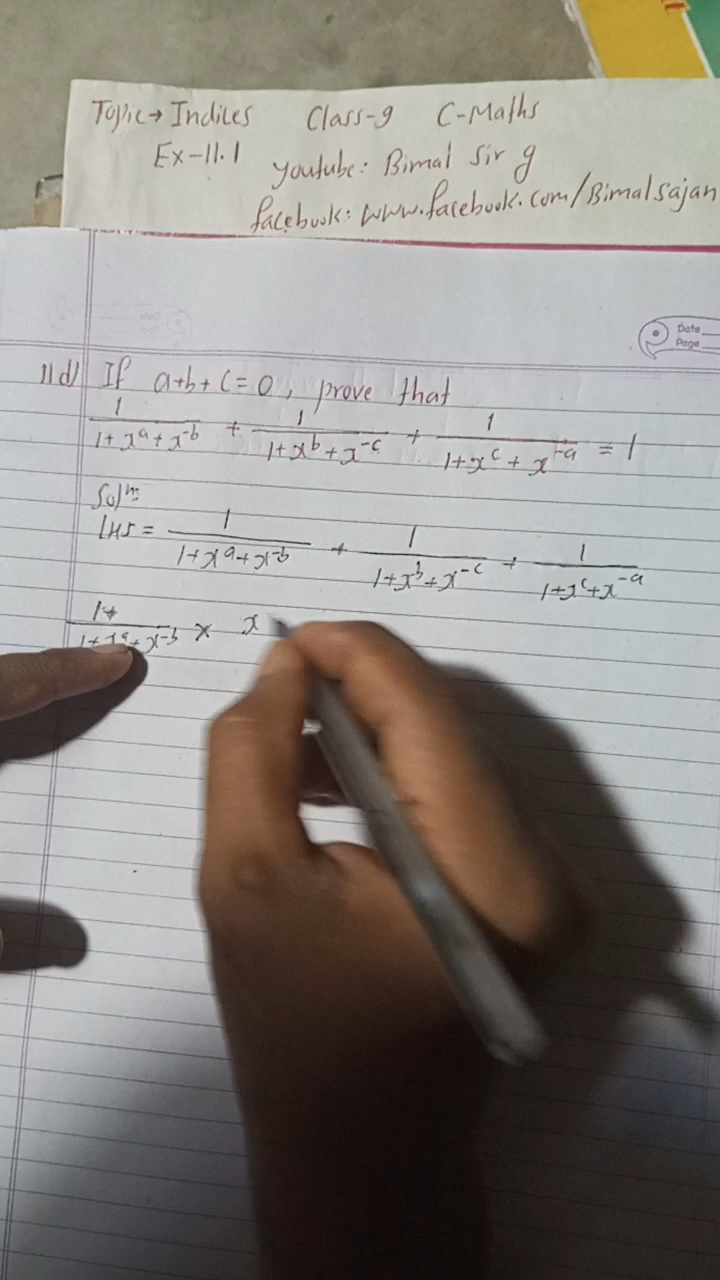 Topic → Indices Class-9 C-Maths
Ex-11.1 youtube: Bimal Sir g
facebook: www.facebook.com/Bimalsajan
Date
Page
11d) If a+b+c=0, prove that
1/(1+x^a+x^-b) + 1/(1+x^b+x^-c) + 1/(1+x^c+x^-a) = 1
Solⁿ:
LHS = 1/(1+x^a+x^-b) + 1/(1+x^b+x^-c) + 1/(1+x^c+x^-a)
1/(1+x^a+x^-b) × x